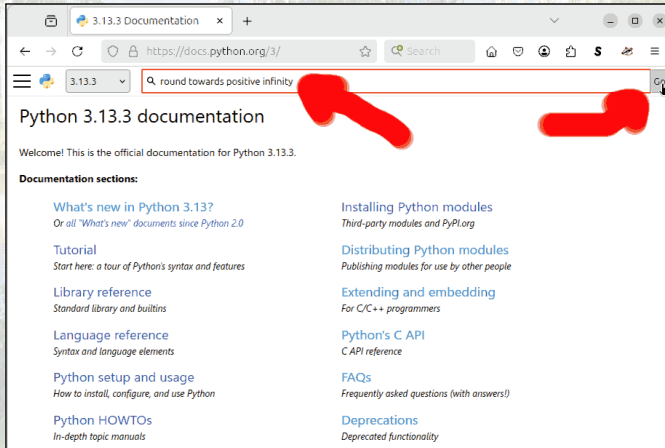 3.13.3 Documentation
https://docs.python.org/3/
Search
3.13.3
round towards positive infinity
Go
Python 3.13.3 documentation
Welcome! This is the official documentation for Python 3.13.3.
Documentation sections:
What's new in Python 3.13?
Or all "What's new" documents since Python 2.0
Tutorial
Start here: a tour of Python's syntax and features
Library reference
Standard library and builtins
Language reference
Syntax and language elements
Python setup and usage
How to install, configure, and use Python
Python HOWTOs
In-depth topic manuals
Installing Python modules
Third-party modules and PyPI.org
Distributing Python modules
Publishing modules for use by other people
Extending and embedding
For C/C++ programmers
Python's C API
C API reference
FAQs
Frequently asked questions (with answers!)
Deprecations
Deprecated functionality